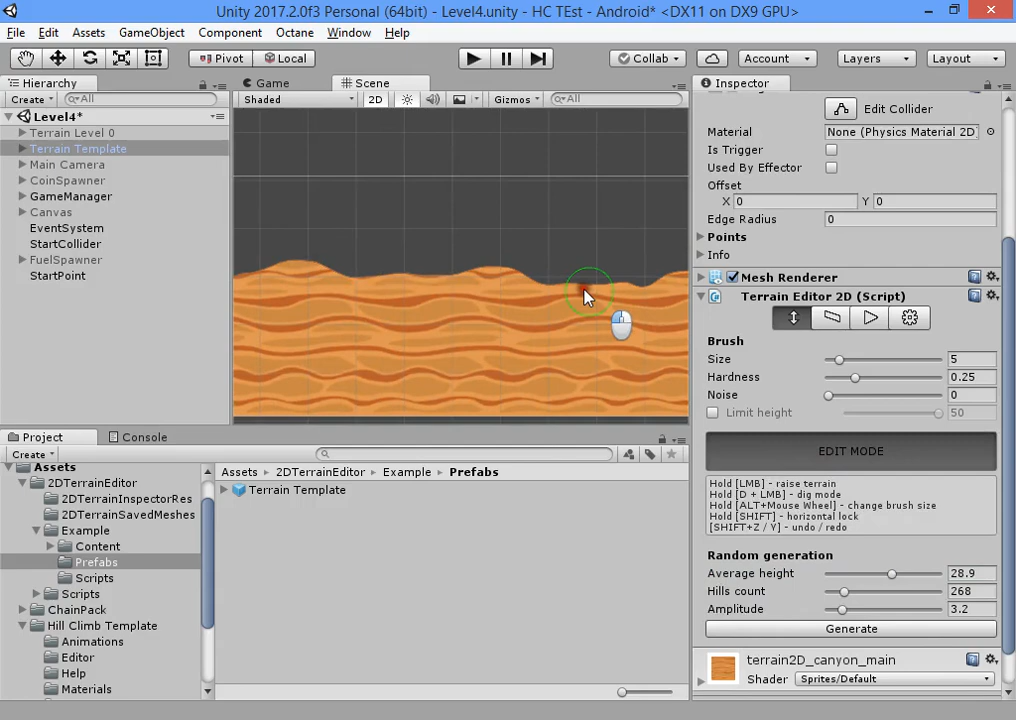 Unity 2017.2.0f3 Personal (64bit) - Level4.unity - HC TEst - Android* <DX11 on DX9 GPU>
File Edit Assets GameObject Component Octane Window Help
Pivot Local Collab Account Layers Layout
Hierarchy
Create All
Level4*
Terrain Level 0
Terrain Template
Main Camera
CoinSpawner
GameManager
Canvas
EventSystem
StartCollider
FuelSpawner
StartPoint
Game Scene
Shaded 2D Gizmos All
Inspector
Edit Collider
Material None (Physics Material 2D)
Is Trigger
Used By Effector
Offset
X 0 Y 0
Edge Radius 0
Points
Info
Mesh Renderer
Terrain Editor 2D (Script)
Brush
Size 5
Hardness 0.25
Noise 0
Limit height 50
EDIT MODE
Hold [LMB] - raise terrain
Hold [D + LMB] - dig mode
Hold [ALT+Mouse Wheel] - change brush size
Hold [SHIFT] - horizontal lock
[SHIFT+Z / Y] - undo / redo
Random generation
Average height 28.9
Hills count 268
Amplitude 3.2
Generate
terrain2D_canyon_main
Shader Sprites/Default
Project Console
Create
Assets
2DTerrainEditor
2DTerrainInspectorRes
2DTerrainSavedMeshes
Example
Content
Prefabs
Scripts
Scripts
ChainPack
Hill Climb Template
Animations
Editor
Help
Materials
Assets 2DTerrainEditor Example Prefabs
Terrain Template